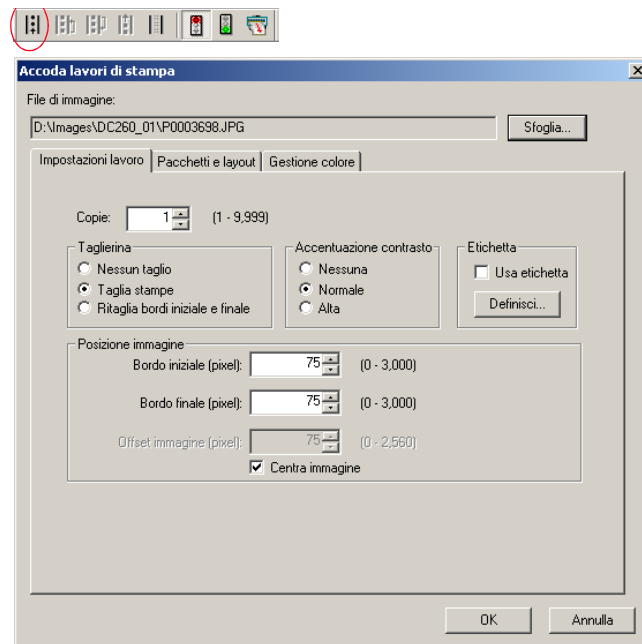 Accoda lavori di stampa
File di immagine:
D:\Images\DC260_01\P0003698.JPG Sfoglia...
Impostazioni lavoro Pacchetti e layout Gestione colore
Copie: 1 (1 - 9,999)
Taglierina Accentuazione contrasto Etichetta
Nessun taglio Nessuna Usa etichetta
Taglia stampe Normale Definisci...
Ritaglia bordi iniziale e finale Alta
Posizione immagine
Bordo iniziale (pixel): 75 (0 - 3,000)
Bordo finale (pixel): 75 (0 - 3,000)
Offset immagine (pixel): 75 (0 - 2,560)
Centra immagine
OK Annulla